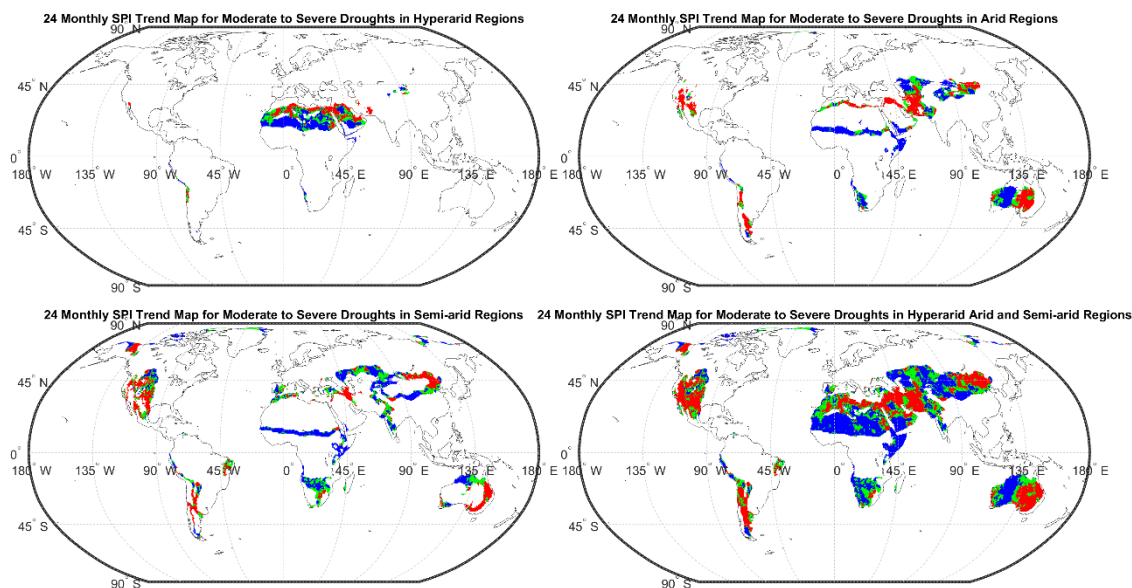 24 Monthly SPI Trend Map for Moderate to Severe Droughts in Hyperarid Regions
90° N
45° N
0°
180° W 135° W 90° W 45° W 0° 45° E 90° E 135° E 180° E
45° S
90° S
24 Monthly SPI Trend Map for Moderate to Severe Droughts in Arid Regions
90° N
45° N
0°
180° W 135° W 90° W 45° W 0° 45° E 90° E 135° E 180° E
45° S
90° S
24 Monthly SPI Trend Map for Moderate to Severe Droughts in Semi-arid Regions
90° N
45° N
0°
180° W 135° W 90° W 45° W 0° 45° E 90° E 135° E 180° E
45° S
90° S
24 Monthly SPI Trend Map for Moderate to Severe Droughts in Hyperarid Arid and Semi-arid Regions
90° N
45° N
0°
180° W 135° W 90° W 45° W 0° 45° E 90° E 135° E 180° E
45° S
90° S